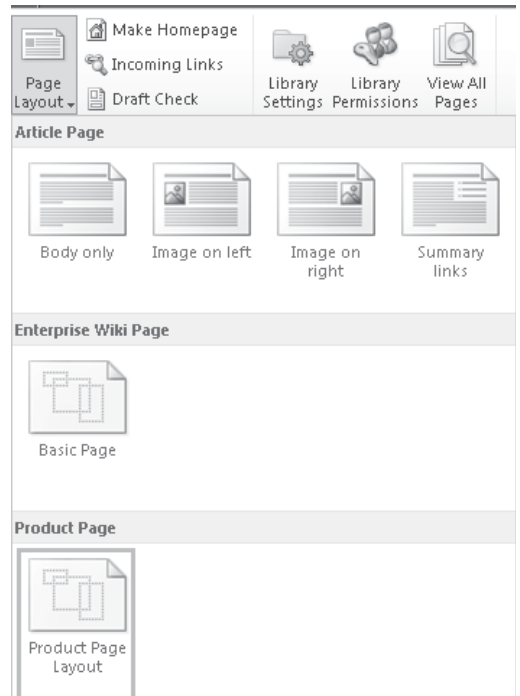 Make Homepage
Incoming Links
Draft Check
Page
Layout
Library
Settings
Library
Permissions
View All
Pages
Article Page
Body only
Image on left
Image on
right
Summary
links
Enterprise Wiki Page
Basic Page
Product Page
Product Page
Layout